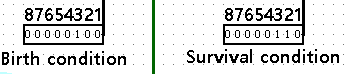 87654321 87654321
00000100 00000110
Birth condition Survival condition